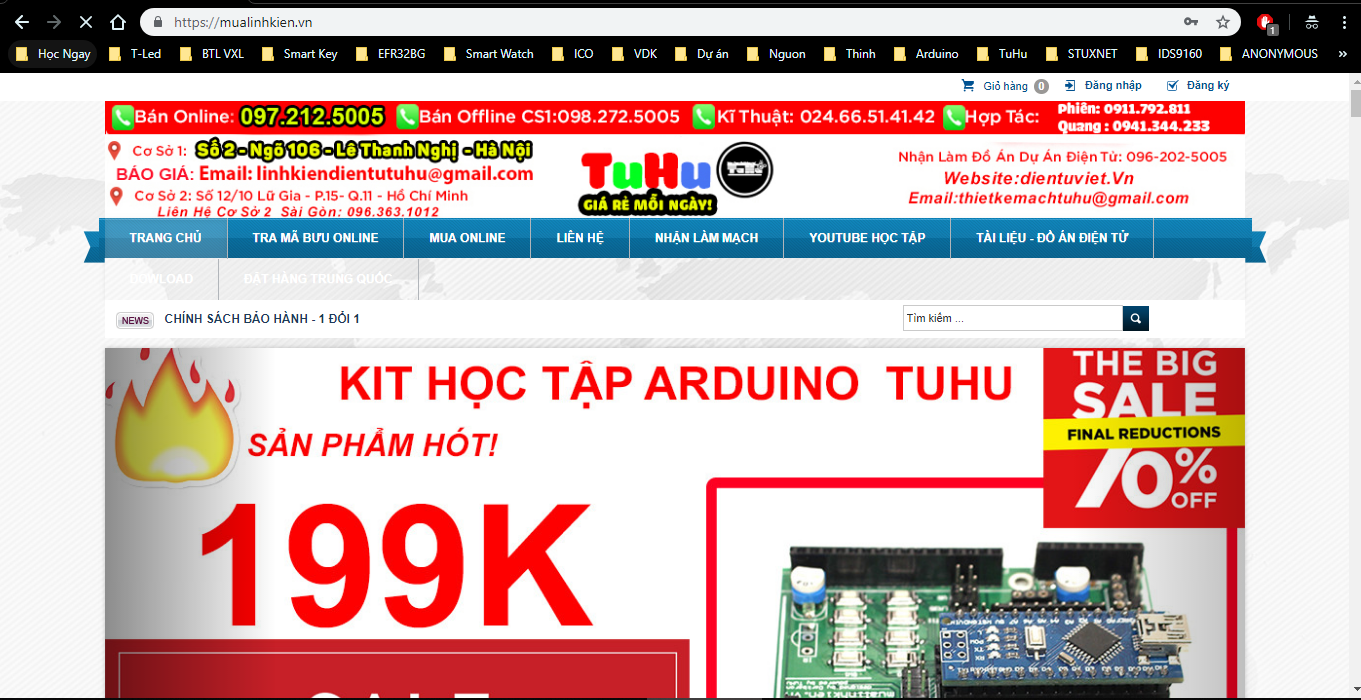 https://mualinhkien.vn
1
Học Ngay T-Led BTL VXL Smart Key EFR32BG Smart Watch ICO VDK Dự án Nguon Thinh Arduino TuHu STUXNET IDS9160 ANONYMOUS »
Giỏ hàng 0 Đăng nhập Đăng ký
Bán Online: 097.212.5005 Bán Offline CS1:098.272.5005 Kĩ Thuật: 024.66.51.41.42 Hợp Tác: Phiên: 0911.792.811
Quang : 0941.344.233
Cơ Sở 1: Số 2 - Ngõ 106 - Lê Thanh Nghị - Hà Nội
BÁO GIÁ: Email: linhkiendientutuhu@gmail.com
Cơ Sở 2: Số 12/10 Lữ Gia - P.15- Q.11 - Hồ Chí Minh
Liên Hệ Cơ Sở 2 Sài Gòn: 096.363.1012
TuHu
GIÁ RẺ MỖI NGÀY!
Nhận Làm Đồ Án Dự Án Điện Tử: 096-202-5005
Website:dientuviet.Vn
Email:thietkemachtuhu@gmail.com
TRANG CHỦ TRA MÃ BƯU ONLINE MUA ONLINE LIÊN HỆ NHẬN LÀM MẠCH YOUTUBE HỌC TẬP TÀI LIỆU - ĐỒ ÁN ĐIỆN TỬ
DOWLOAD ĐẶT HÀNG TRUNG QUỐC
NEWS CHÍNH SÁCH BẢO HÀNH - 1 ĐỔI 1
Tìm kiếm ...
KIT HỌC TẬP ARDUINO TUHU
SẢN PHẨM HÓT!
199K
THE BIG
SALE
FINAL REDUCTIONS
70%
OFF